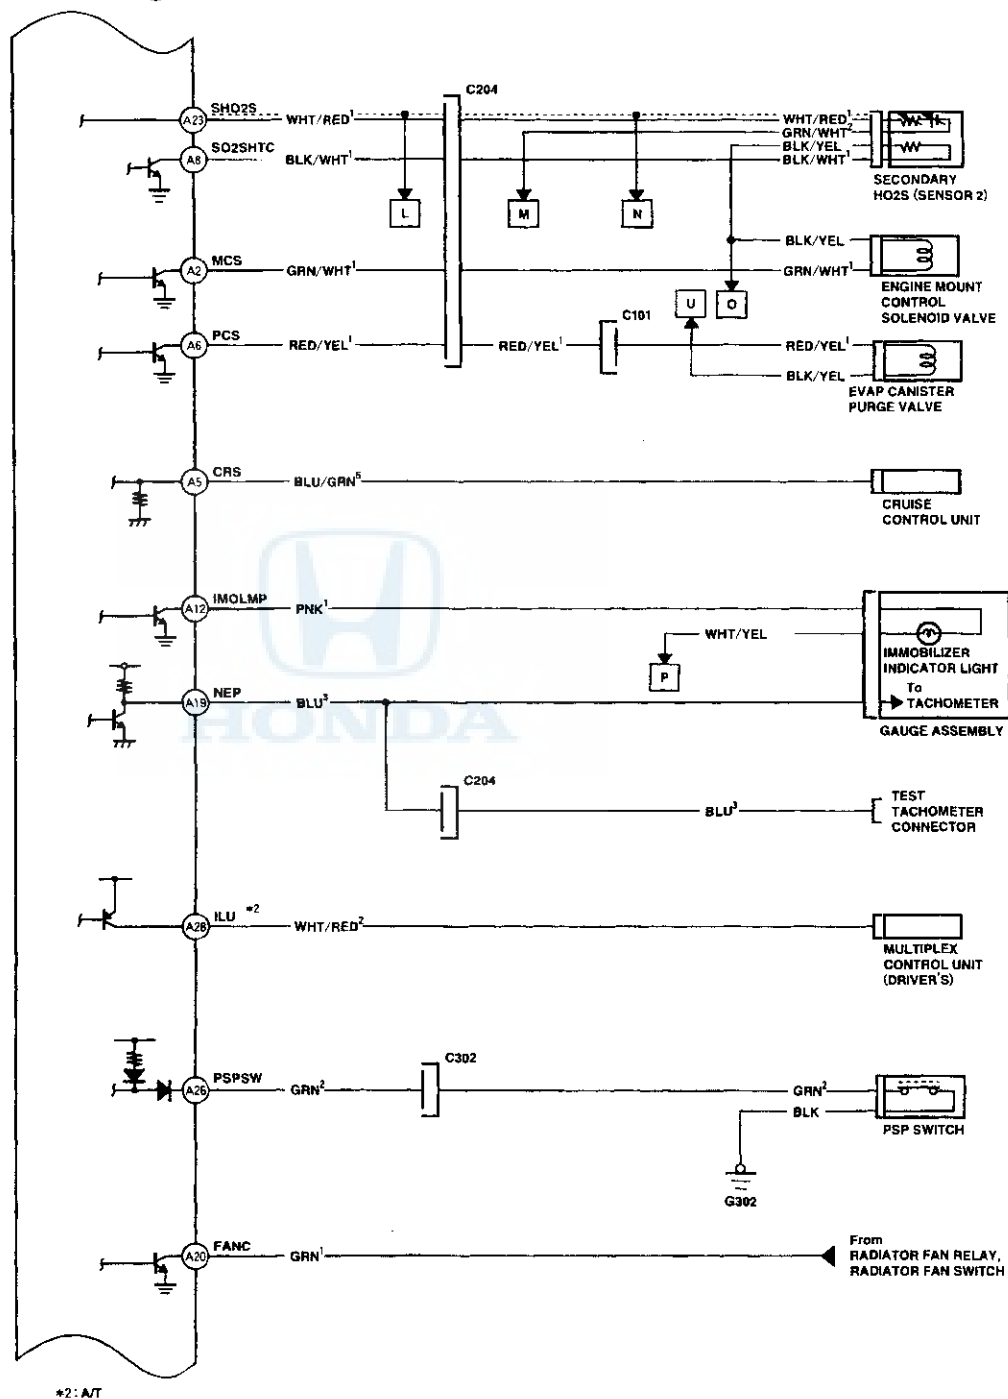 C204
A23 SHO2S WHT/RED¹ WHT/RED¹
GRN/WHT²
BLK/YEL
A8 SO2SHTC BLK/WHT¹ BLK/WHT¹
SECONDARY
HO2S (SENSOR 2)
L M N
BLK/YEL
A2 MCS GRN/WHT¹ GRN/WHT¹
ENGINE MOUNT
CONTROL
SOLENOID VALVE
U O
C101
A6 PCS RED/YEL¹ RED/YEL¹ RED/YEL¹
BLK/YEL
EVAP CANISTER
PURGE VALVE
A5 CRS BLU/GRN⁵
CRUISE
CONTROL UNIT
A12 IMOLMP PNK¹
WHT/YEL
P
IMMOBILIZER
INDICATOR LIGHT
To
TACHOMETER
GAUGE ASSEMBLY
A19 NEP BLU³
HONDA
C204
BLU³
TEST
TACHOMETER
CONNECTOR
A28 ILU *2 WHT/RED²
MULTIPLEX
CONTROL UNIT
(DRIVER'S)
C302
A26 PSPSW GRN² GRN²
BLK
PSP SWITCH
G302
A20 FANC GRN¹
From
RADIATOR FAN RELAY,
RADIATOR FAN SWITCH
*2: A/T